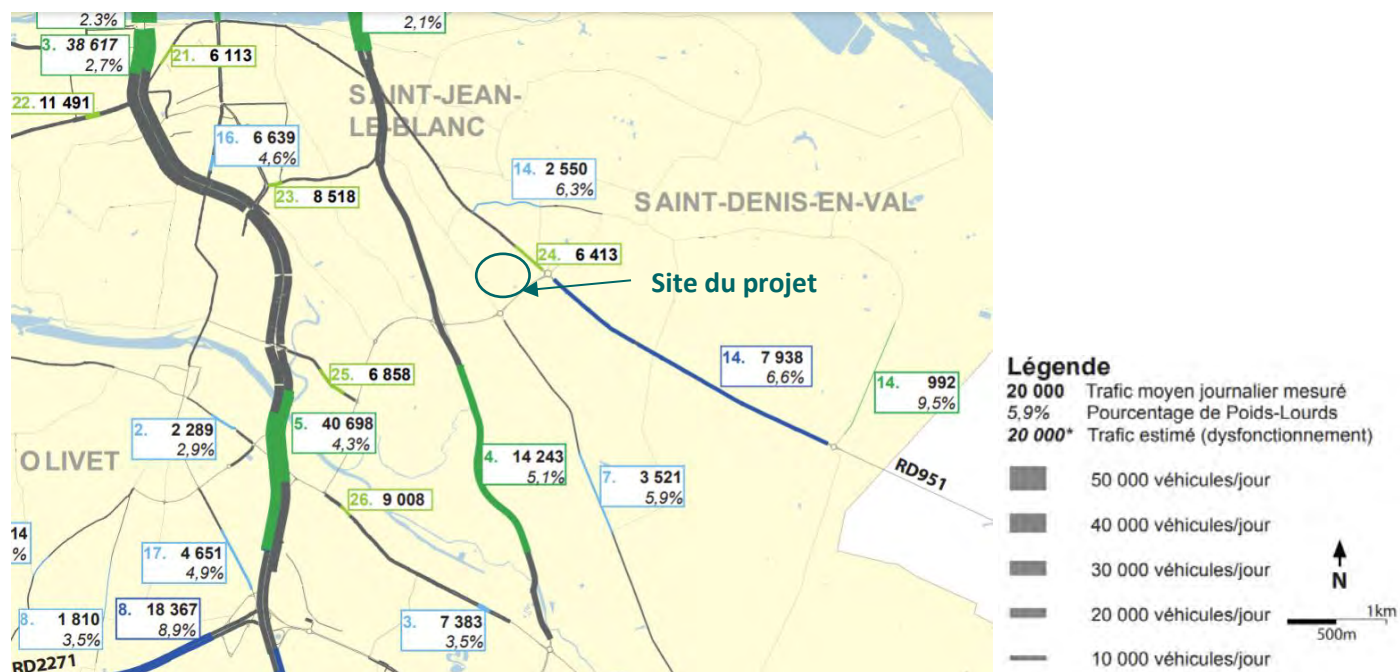 2.3%
2,1%
3. 38 617
2,7%
21. 6 113
22. 11 491
SAINT-JEAN-
LE-BLANC
16. 6 639
4,6%
14. 2 550
6,3%
23. 8 518
SAINT-DENIS-EN-VAL
24. 6 413
Site du projet
14. 7 938
6,6%
14. 992
9,5%
25. 6 858
2. 2 289
2,9%
5. 40 698
4,3%
OLIVET
4. 14 243
5,1%
7. 3 521
5,9%
RD951
26. 9 008
14
%
17. 4 651
4,9%
8. 1 810
3,5%
8. 18 367
8,9%
3. 7 383
3,5%
RD2271
Légende
20 000 Trafic moyen journalier mesuré
5,9% Pourcentage de Poids-Lourds
20 000* Trafic estimé (dysfonctionnement)
50 000 véhicules/jour
40 000 véhicules/jour
30 000 véhicules/jour
20 000 véhicules/jour
10 000 véhicules/jour
N
1km
500m